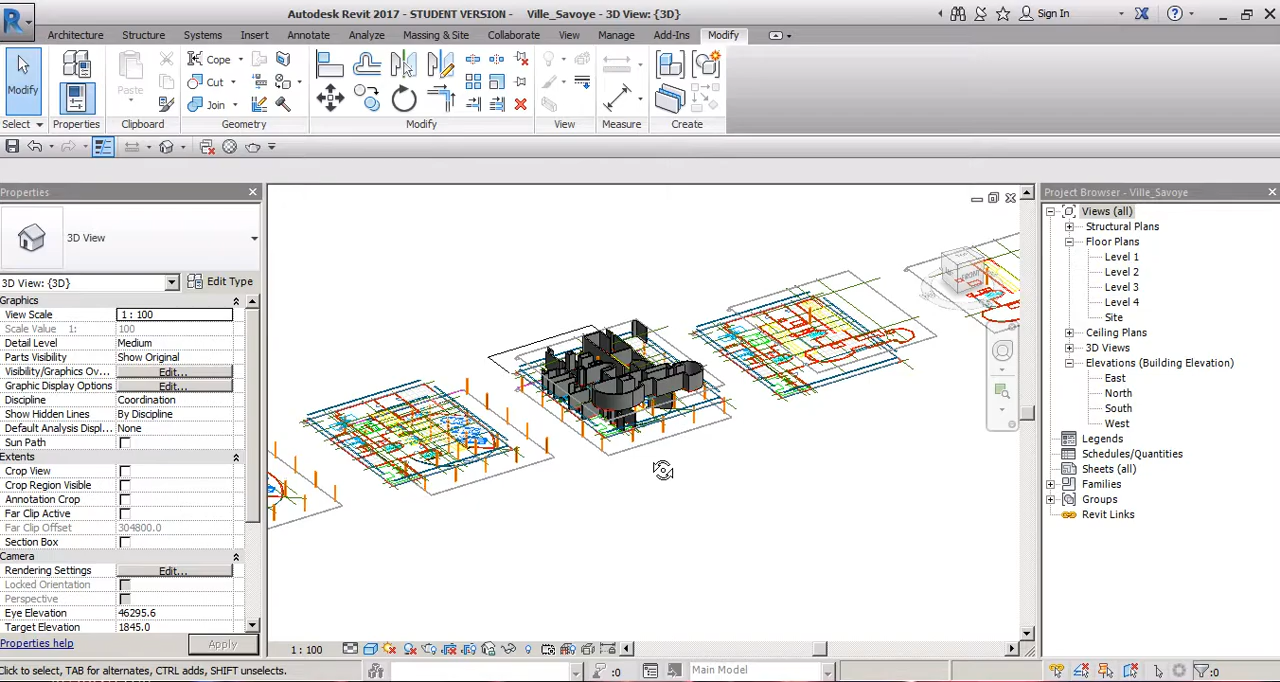 Autodesk Revit 2017 - STUDENT VERSION - Ville_Savoye - 3D View: {3D}
Sign In
Architecture Structure Systems Insert Annotate Analyze Massing & Site Collaborate View Manage Add-Ins Modify
Modify
Select
Properties
Paste
Clipboard
Cope
Cut
Join
Geometry
Modify
View
Measure
Create
Properties
3D View
3D View: {3D}
Edit Type
Graphics
View Scale 1 : 100
Scale Value 1: 100
Detail Level Medium
Parts Visibility Show Original
Visibility/Graphics Ov... Edit...
Graphic Display Options Edit...
Discipline Coordination
Show Hidden Lines By Discipline
Default Analysis Displ... None
Sun Path
Extents
Crop View
Crop Region Visible
Annotation Crop
Far Clip Active
Far Clip Offset 304800.0
Section Box
Camera
Rendering Settings Edit...
Locked Orientation
Perspective
Eye Elevation 46295.6
Target Elevation 1845.0
Properties help
Apply
Project Browser - Ville_Savoye
Views (all)
Structural Plans
Floor Plans
Level 1
Level 2
Level 3
Level 4
Site
Ceiling Plans
3D Views
Elevations (Building Elevation)
East
North
South
West
Legends
Schedules/Quantities
Sheets (all)
Families
Groups
Revit Links
1 : 100
Click to select, TAB for alternates, CTRL adds, SHIFT unselects.
:0
Main Model
:0